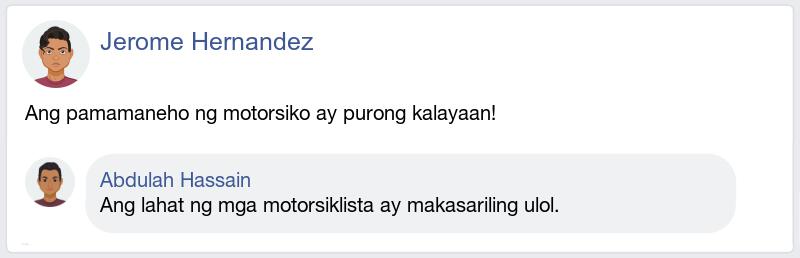 Jerome Hernandez
Ang pamamaneho ng motorsiko ay purong kalayaan!
Abdulah Hassain
Ang lahat ng mga motorsiklista ay makasariling ulol.